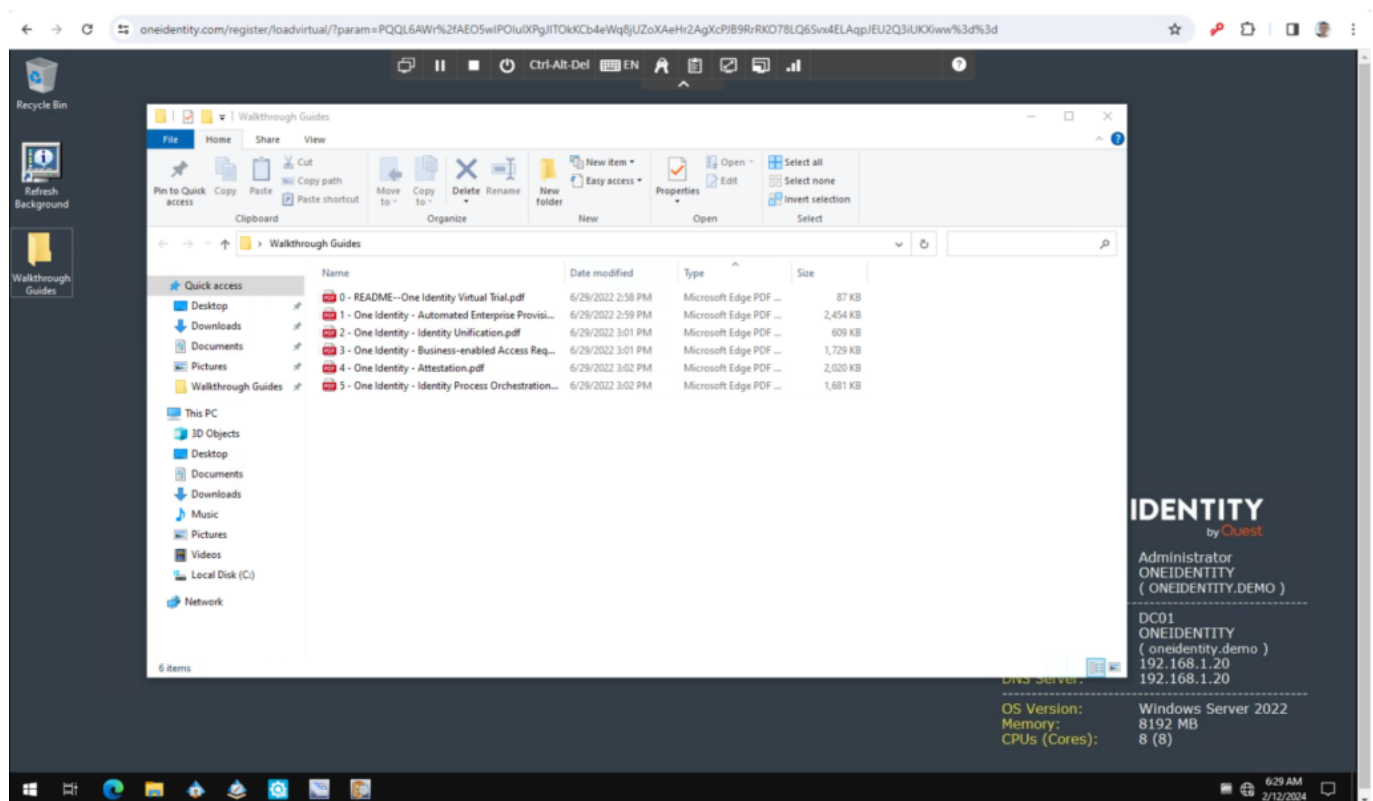 oneidentity.com/register/loadvirtual/?param=PQQL6AWr%2fAEO5wIPOIuIXPgJITOkKCb4eWq8jUZoXAeHr2AgXcPJB9RrRKO78LQ6Svx4ELAqpJEU2Q3iUKXiww%3d%3d
Ctrl-Alt-Del EN
Recycle Bin
Refresh
Background
Walkthrough
Guides
Walkthrough Guides
File Home Share View
Pin to Quick
access
Copy
Paste
Cut
Copy path
Paste shortcut
Clipboard
Move
to
Copy
to
Delete
Rename
Organize
New
folder
New item
Easy access
New
Properties
Open
Edit
Open
Select all
Select none
Invert selection
Select
Walkthrough Guides
Quick access
Desktop
Downloads
Documents
Pictures
Walkthrough Guides
This PC
3D Objects
Desktop
Documents
Downloads
Music
Pictures
Videos
Local Disk (C:)
Network
Name Date modified Type Size
0 - README--One Identity Virtual Trial.pdf 6/29/2022 2:58 PM Microsoft Edge PDF ... 87 KB
1 - One Identity - Automated Enterprise Provisi... 6/29/2022 2:59 PM Microsoft Edge PDF ... 2,454 KB
2 - One Identity - Identity Unification.pdf 6/29/2022 3:01 PM Microsoft Edge PDF ... 609 KB
3 - One Identity - Business-enabled Access Req... 6/29/2022 3:01 PM Microsoft Edge PDF ... 1,729 KB
4 - One Identity - Attestation.pdf 6/29/2022 3:02 PM Microsoft Edge PDF ... 2,020 KB
5 - One Identity - Identity Process Orchestration... 6/29/2022 3:02 PM Microsoft Edge PDF ... 1,681 KB
6 items
IDENTITY
by Quest
Administrator
ONEIDENTITY
( ONEIDENTITY.DEMO )
DC01
ONEIDENTITY
( oneidentity.demo )
192.168.1.20
DNS Server: 192.168.1.20
OS Version: Windows Server 2022
Memory: 8192 MB
CPUs (Cores): 8 (8)
6:29 AM
2/12/2024